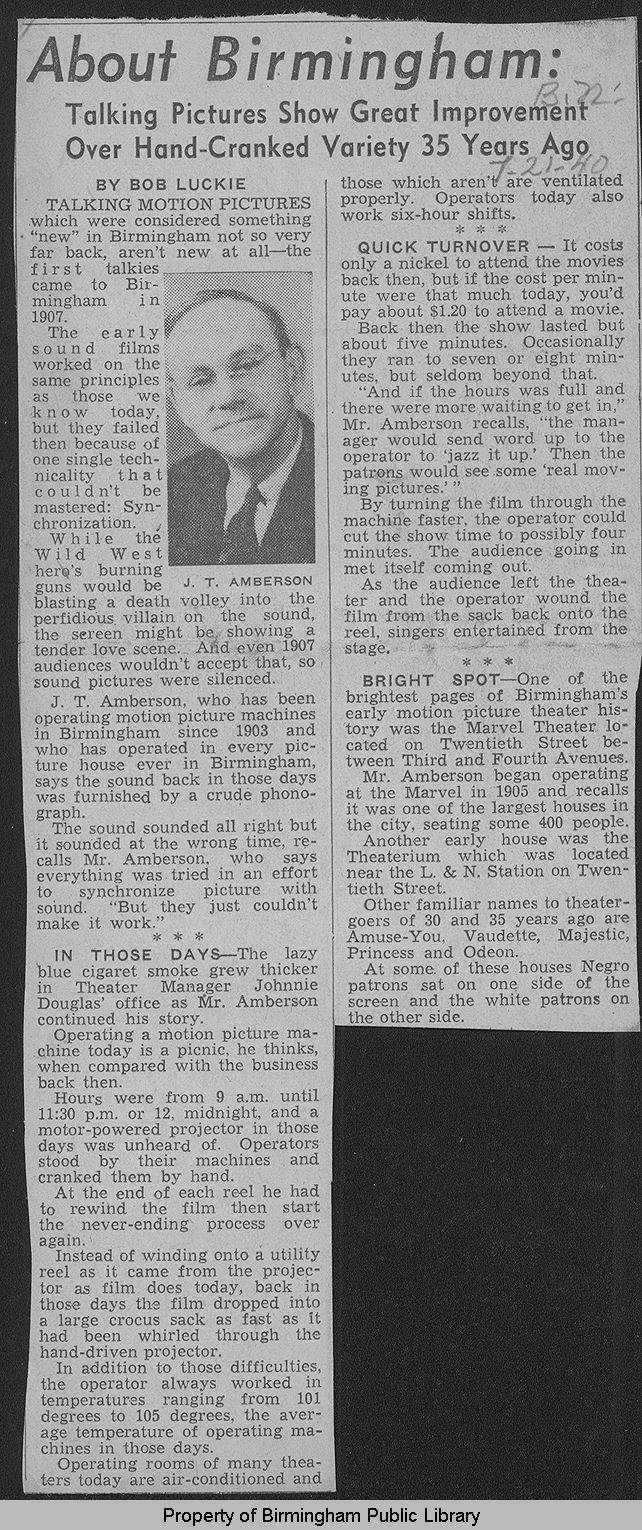 About Birmingham:
B.72.
Talking Pictures Show Great Improvement
Over Hand-Cranked Variety 35 Years Ago
7-21-40
BY BOB LUCKIE
TALKING MOTION PICTURES
which were considered something
"new" in Birmingham not so very
far back, aren't new at all—the
first talkies
came to Bir-
mingham in
1907.
The early
sound films
worked on the
same principles
as those we
know today,
but they failed
then because of
one single tech-
nicality that
couldn't be
mastered: Syn-
chronization.
While the
Wild West
hero's burning
guns would be
J. T. AMBERSON
blasting a death volley into the
perfidious villain on the sound,
the sereen might be showing a
tender love scene. And even 1907
audiences wouldn't accept that, so
sound pictures were silenced.
J. T. Amberson, who has been
operating motion picture machines
in Birmingham since 1903 and
who has operated in every pic-
ture house ever in Birmingham,
says the sound back in those days
was furnished by a crude phono-
graph.
The sound sounded all right but
it sounded at the wrong time, re-
calls Mr. Amberson, who says
everything was tried in an effort
to synchronize picture with
sound. "But they just couldn't
make it work."
* * *
IN THOSE DAYS—The lazy
blue cigaret smoke grew thicker
in Theater Manager Johnnie
Douglas' office as Mr. Amberson
continued his story.
Operating a motion picture ma-
chine today is a picnic, he thinks,
when compared with the business
back then.
Hours were from 9 a.m. until
11:30 p.m. or 12, midnight, and a
motor-powered projector in those
days was unheard of. Operators
stood by their machines and
cranked them by hand.
At the end of each reel he had
to rewind the film then start
the never-ending process over
again.
Instead of winding onto a utility
reel as it came from the projec-
tor as film does today, back in
those days the film dropped into
a large crocus sack as fast as it
had been whirled through the
hand-driven projector.
In addition to those difficulties,
the operator always worked in
temperatures ranging from 101
degrees to 105 degrees, the aver-
age temperature of operating ma-
chines in those days.
Operating rooms of many thea-
ters today are air-conditioned and
those which aren't are ventilated
properly. Operators today also
work six-hour shifts.
* * *
QUICK TURNOVER — It costs
only a nickel to attend the movies
back then, but if the cost per min-
ute were that much today, you'd
pay about $1.20 to attend a movie.
Back then the show lasted but
about five minutes. Occasionally
they ran to seven or eight min-
utes, but seldom beyond that.
"And if the hours was full and
there were more waiting to get in,"
Mr. Amberson recalls, "the man-
ager would send word up to the
operator to 'jazz it up.' Then the
patrons would see some 'real mov-
ing pictures.'"
By turning the film through the
machine faster, the operator could
cut the show time to possibly four
minutes. The audience going in
met itself coming out.
As the audience left the thea-
ter and the operator wound the
film from the sack back onto the
reel, singers entertained from the
stage.
* * *
BRIGHT SPOT—One of the
brightest pages of Birmingham's
early motion picture theater his-
tory was the Marvel Theater lo-
cated on Twentieth Street be-
tween Third and Fourth Avenues.
Mr. Amberson began operating
at the Marvel in 1905 and recalls
it was one of the largest houses in
the city, seating some 400 people.
Another early house was the
Theaterium which was located
near the L. & N. Station on Twen-
tieth Street.
Other familiar names to theater-
goers of 30 and 35 years ago are
Amuse-You, Vaudette, Majestic,
Princess and Odeon.
At some of these houses Negro
patrons sat on one side of the
screen and the white patrons on
the other side.
Property of Birmingham Public Library